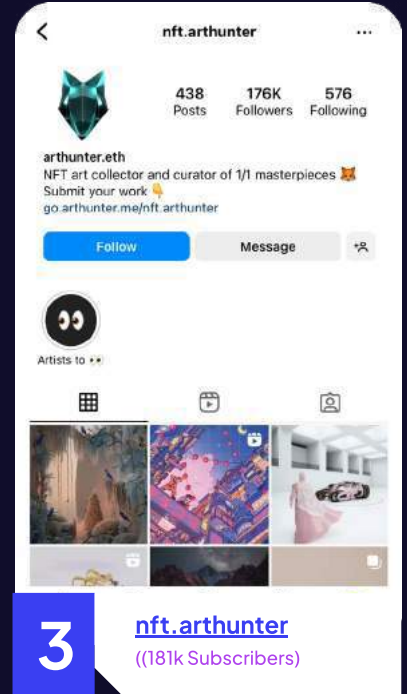 nft.arthunter
438 176K 576
Posts Followers Following
arthunter.eth
NFT art collector and curator of 1/1 masterpieces 🦊
Submit your work 👇
go.arthunter.me/nft.arthunter
Follow Message
Artists to 👀
3
nft.arthunter
((181k Subscribers)